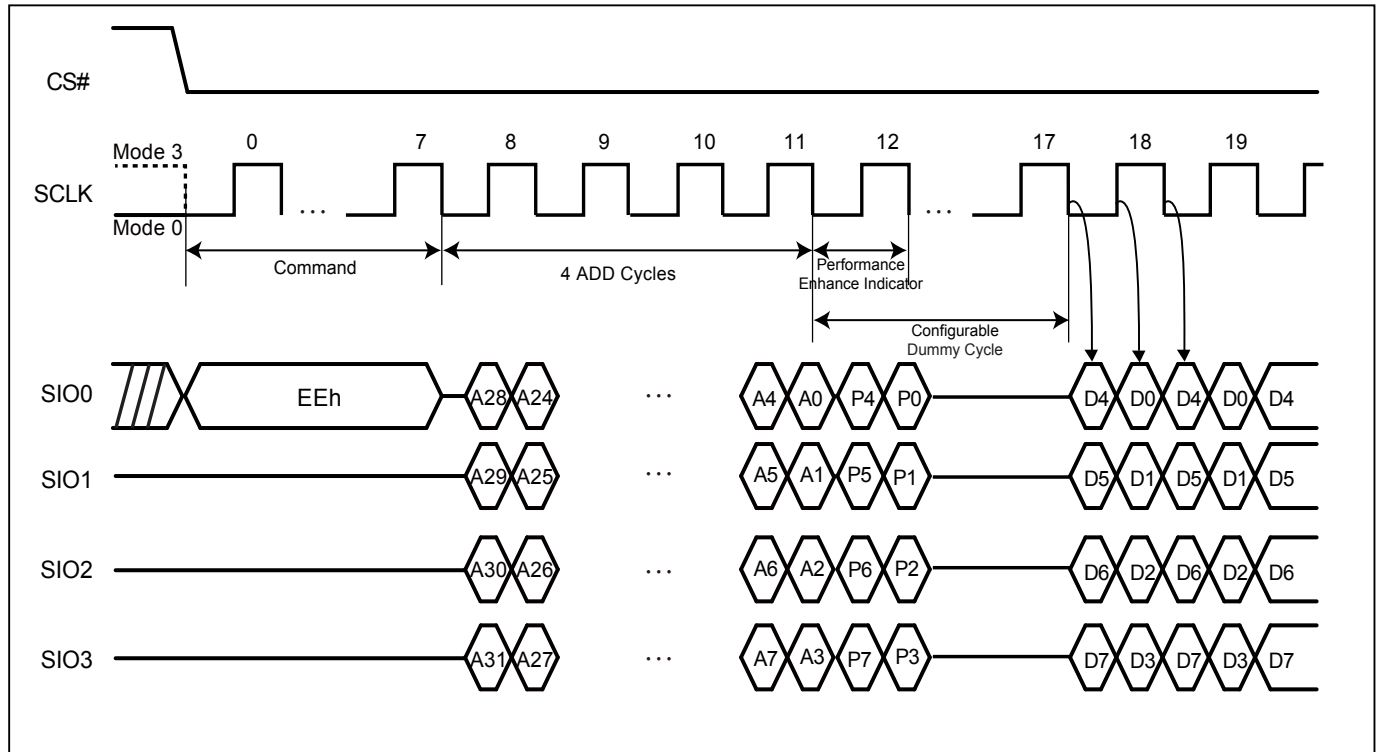 CS#
0 7 8 9 10 11 12 17 18 19
Mode 3
SCLK
...
...
Mode 0
Command
4 ADD Cycles
Performance
Enhance Indicator
Configurable
Dummy Cycle
SIO0 EEh A28 A24 ... A4 A0 P4 P0 D4 D0 D4 D0 D4
SIO1 A29 A25 ... A5 A1 P5 P1 D5 D1 D5 D1 D5
SIO2 A30 A26 ... A6 A2 P6 P2 D6 D2 D6 D2 D6
SIO3 A31 A27 ... A7 A3 P7 P3 D7 D3 D7 D3 D7